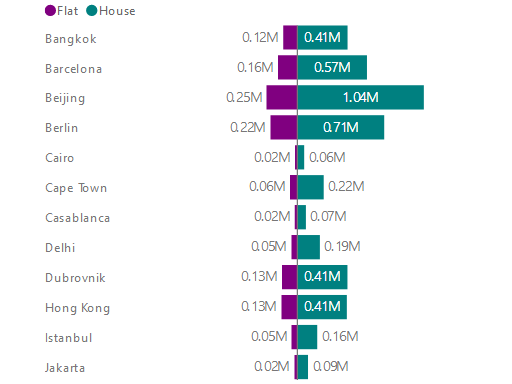 Flat House
Bangkok 0.12M 0.41M
Barcelona 0.16M 0.57M
Beijing 0.25M 1.04M
Berlin 0.22M 0.71M
Cairo 0.02M 0.06M
Cape Town 0.06M 0.22M
Casablanca 0.02M 0.07M
Delhi 0.05M 0.19M
Dubrovnik 0.13M 0.41M
Hong Kong 0.13M 0.41M
Istanbul 0.05M 0.16M
Jakarta 0.02M 0.09M